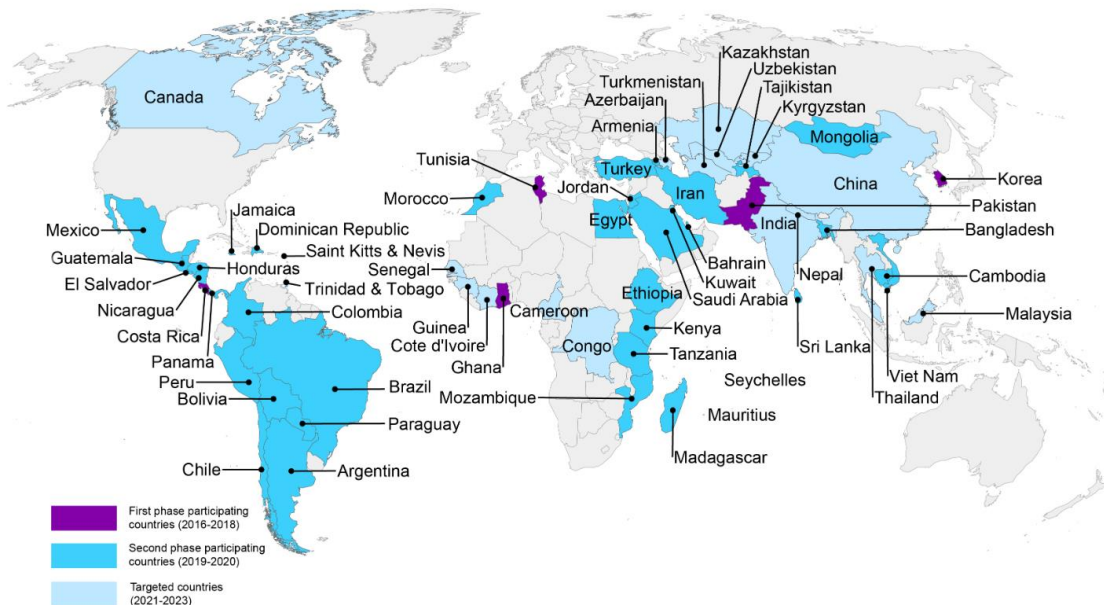 Kazakhstan
Uzbekistan
Turkmenistan
Tajikistan
Azerbaijan
Kyrgyzstan
Canada
Armenia
Mongolia
Tunisia
Turkey
Jordan
Iran
China
Korea
Morocco
Pakistan
Egypt
India
Jamaica
Dominican Republic
Mexico
Bangladesh
Saint Kitts & Nevis
Guatemala
Honduras
Senegal
Bahrain
Kuwait
Nepal
Cambodia
El Salvador
Trinidad & Tobago
Ethiopia
Saudi Arabia
Nicaragua
Colombia
Cameroon
Malaysia
Guinea
Kenya
Costa Rica
Cote d'Ivoire
Congo
Sri Lanka
Panama
Ghana
Tanzania
Viet Nam
Peru
Brazil
Seychelles
Thailand
Bolivia
Mozambique
Mauritius
Paraguay
Madagascar
Chile
Argentina
First phase participating
countries (2016-2018)
Second phase participating
countries (2019-2020)
Targeted countries
(2021-2023)